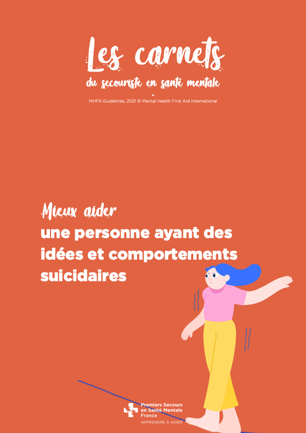 Les carnets
du secouriste en santé mentale
-
MHFA Guidelines, 2021 © Mental Health First Aid International
Mieux aider
une personne ayant des
idées et comportements
suicidaires
Premiers Secours
en Santé Mentale
France
APPRENDRE À AIDER